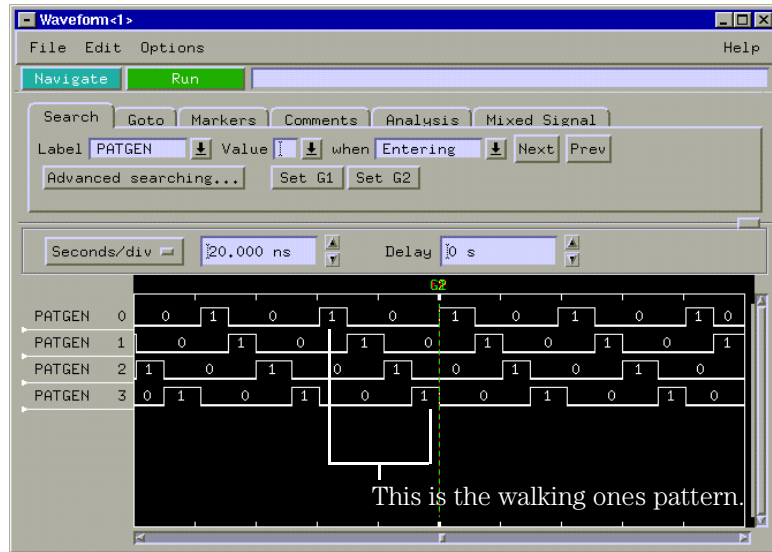 Waveform<1>
File Edit Options Help
Navigate Run
Search Goto Markers Comments Analysis Mixed Signal
Label PATGEN Value when Entering Next Prev
Advanced searching... Set G1 Set G2
Seconds/div 20.000 ns Delay 0 s
G2
PATGEN 0 0 1 0 1 0 1 0 1 0 1 0
PATGEN 1 0 1 0 1 0 1 0 1 0 1
PATGEN 2 1 0 1 0 1 0 1 0 1 0
PATGEN 3 0 1 0 1 0 1 0 1 0 1 0
This is the walking ones pattern.